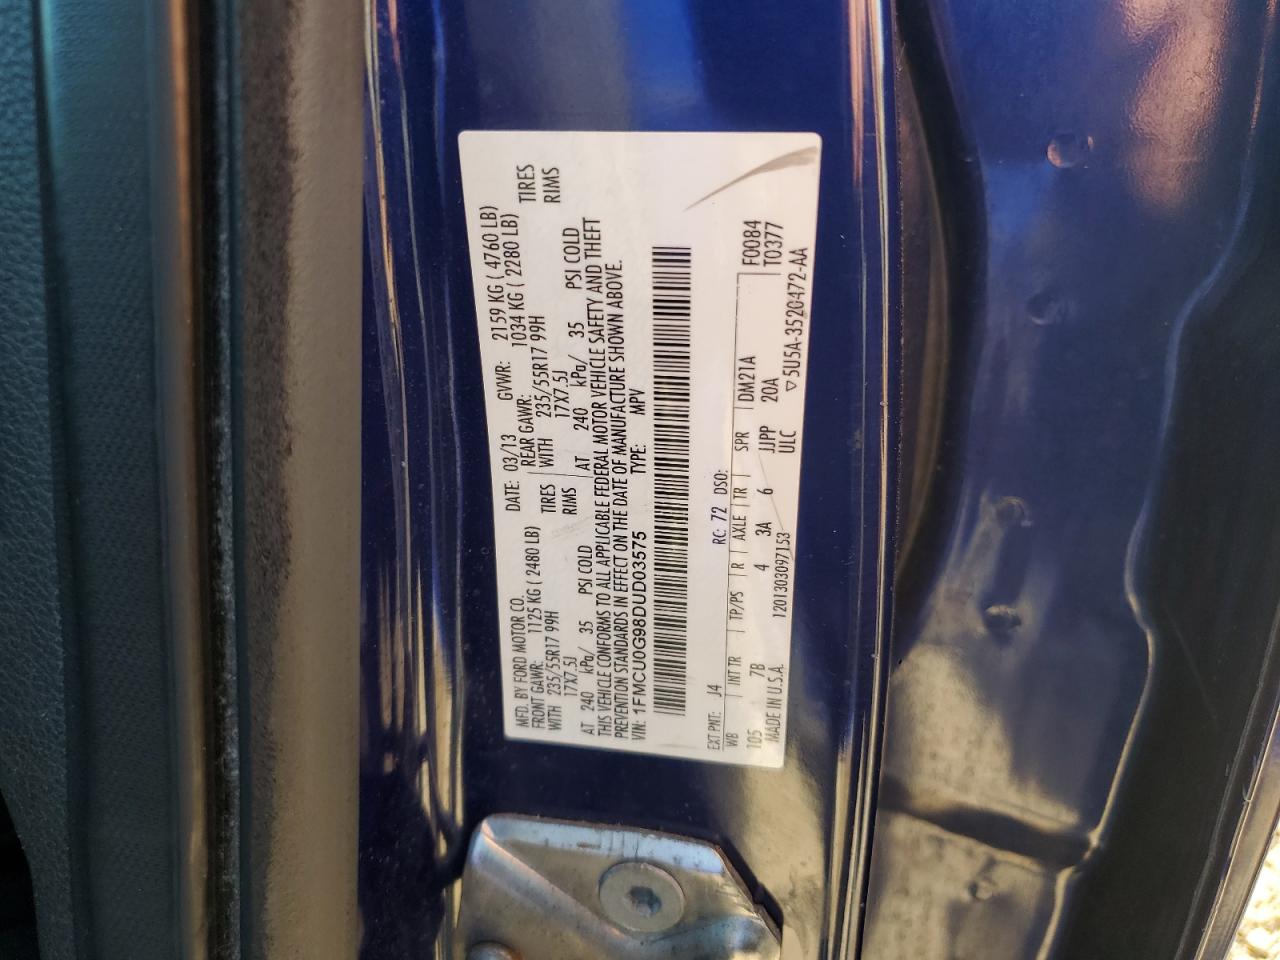 MFD. BY FORD MOTOR CO.
DATE: 03/13 GVWR: 2159 KG ( 4760 LB)
FRONT GAWR: 1125 KG ( 2480 LB) REAR GAWR: 1034 KG ( 2280 LB)
WITH 235/55R17 99H TIRES WITH 235/55R17 99H TIRES
17X7.5J RIMS 17X7.5J RIMS
AT 240 kPa/ 35 PSI COLD AT 240 kPa/ 35 PSI COLD
THIS VEHICLE CONFORMS TO ALL APPLICABLE FEDERAL MOTOR VEHICLE SAFETY AND THEFT
PREVENTION STANDARDS IN EFFECT ON THE DATE OF MANUFACTURE SHOWN ABOVE.
VIN: 1FMCU0G98DUD03575 TYPE: MPV
EXT PNT: J4 RC: 72 DSO: F0084
WB INT TR TP/PS R AXLE TR SPR DM21A T0377
105 7B 4 3A 6 JJPP 20A
MADE IN U.S.A. 1201303097153 ULC ▽5U5A-3520472-AA